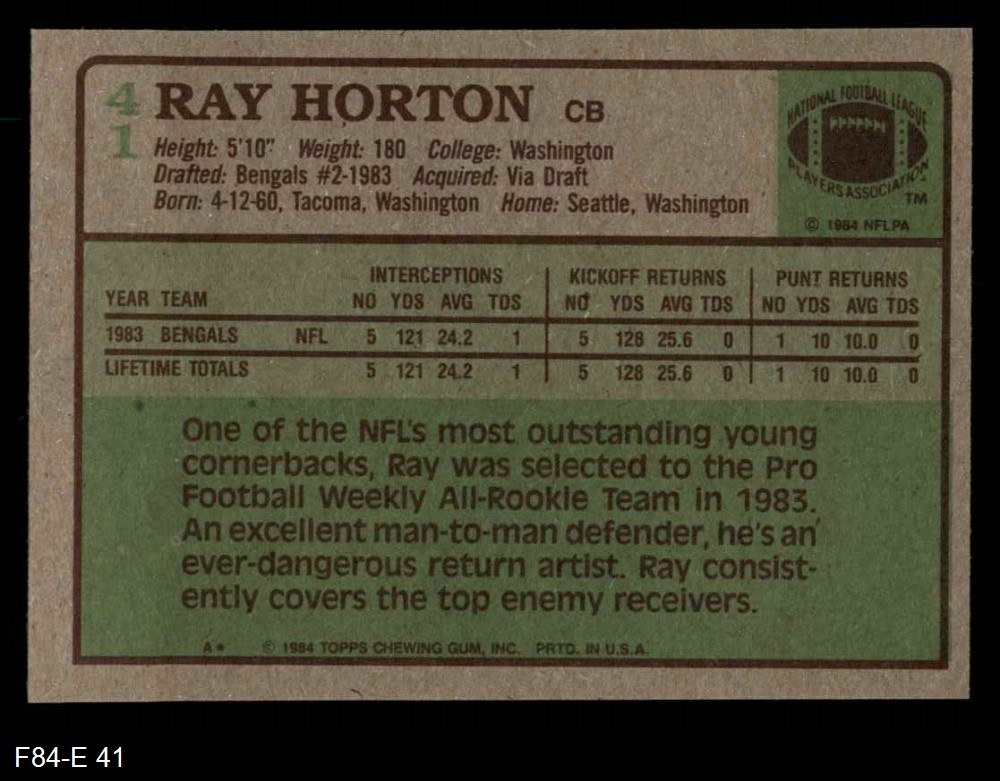 41
RAY HORTON CB
Height: 5'10" Weight: 180 College: Washington
Drafted: Bengals #2-1983 Acquired: Via Draft
Born: 4-12-60, Tacoma, Washington Home: Seattle, Washington
NATIONAL FOOTBALL LEAGUE
PLAYERS ASSOCIATION
TM
© 1984 NFLPA
INTERCEPTIONS KICKOFF RETURNS PUNT RETURNS
YEAR TEAM NO YDS AVG TDS NO YDS AVG TDS NO YDS AVG TDS
1983 BENGALS NFL 5 121 24.2 1 5 128 25.6 0 1 10 10.0 0
LIFETIME TOTALS 5 121 24.2 1 5 128 25.6 0 1 10 10.0 0
One of the NFL's most outstanding young
cornerbacks, Ray was selected to the Pro
Football Weekly All-Rookie Team in 1983.
An excellent man-to-man defender, he's an
ever-dangerous return artist. Ray consist-
ently covers the top enemy receivers.
A* © 1984 TOPPS CHEWING GUM, INC. PRTD. IN U.S.A.
F84-E 41